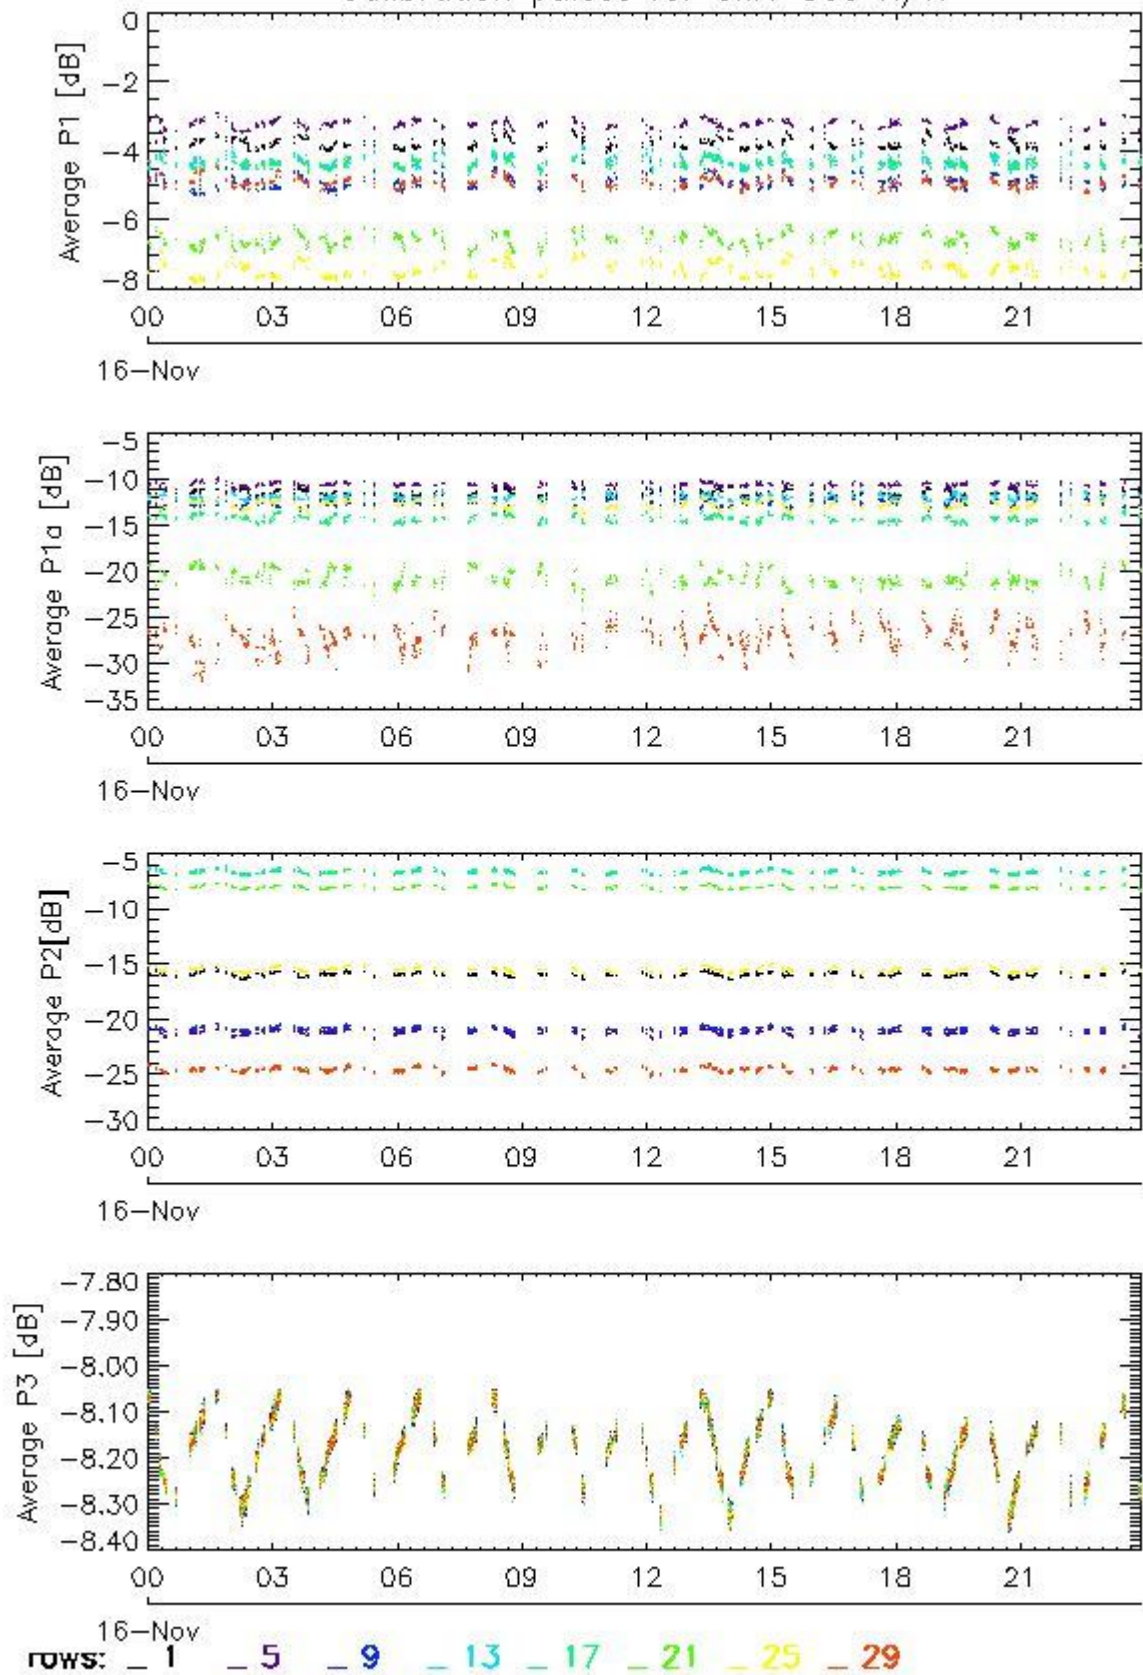 0
-2
-4
-6
-8
Average P1 [dB]
00 03 06 09 12 15 18 21
16-Nov
-5
-10
-15
-20
-25
-30
-35
Average P1a [dB]
00 03 06 09 12 15 18 21
16-Nov
-5
-10
-15
-20
-25
-30
Average P2[dB]
00 03 06 09 12 15 18 21
16-Nov
-7.80
-7.90
-8.00
-8.10
-8.20
-8.30
-8.40
Average P3 [dB]
00 03 06 09 12 15 18 21
16-Nov
rows: _ 1 _ 5 _ 9 _ 13 _ 17 _ 21 _ 25 _ 29